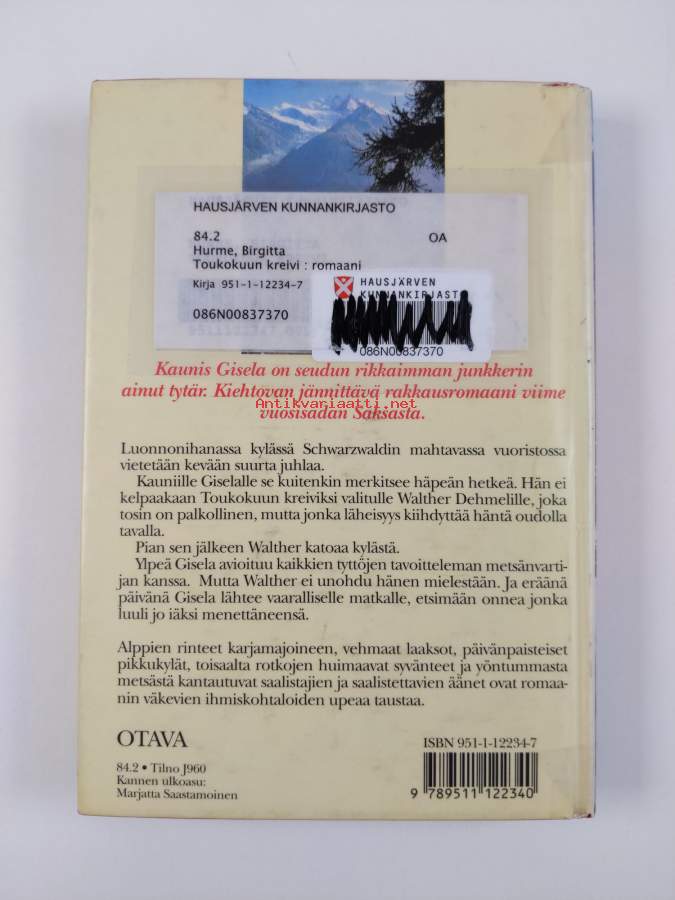 HAUSJÄRVEN KUNNANKIRJASTO
84.2 OA
Hurme, Birgitta
Toukokuun kreivi : romaani
Kirja 951-1-12234-7
086N00837370
HAUSJÄRVEN
KUNNANKIRJASTO
086N00837370
Kaunis Gisela on seudun rikkaimman junkkerin
ainut tytär. Kiehtovan jännittävä rakkausromaani viime
vuosisadan Saksasta.
Antikvariaatti.net
Luonnonihanassa kylässä Schwarzwaldin mahtavassa vuoristossa
vietetään kevään suurta juhlaa.
Kauniille Giselalle se kuitenkin merkitsee häpeän hetkeä. Hän ei
kelpaakaan Toukokuun kreiviksi valitulle Walther Dehmelille, joka
tosin on palkollinen, mutta jonka läheisyys kiihdyttää häntä oudolla
tavalla.
Pian sen jälkeen Walther katoaa kylästä.
Ylpeä Gisela avioituu kaikkien tyttöjen tavoitteleman metsänvarti-
jan kanssa. Mutta Walther ei unohdu hänen mielestään. Ja eräänä
päivänä Gisela lähtee vaaralliselle matkalle, etsimään onnea jonka
luuli jo iäksi menettäneensä.
Alppien rinteet karjamajoineen, vehmaat laaksot, päivänpaisteiset
pikkukylät, toisaalta rotkojen huimaavat syvänteet ja yöntummasta
metsästä kantautuvat saalistajien ja saalistettavien äänet ovat romaa-
nin väkevien ihmiskohtaloiden upeaa taustaa.
OTAVA
84.2 • Tilno J960
Kannen ulkoasu:
Marjatta Saastamoinen
ISBN 951-1-12234-7
9 789511 122340